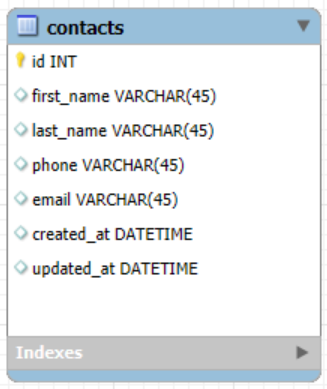 contacts
id INT
first_name VARCHAR(45)
last_name VARCHAR(45)
phone VARCHAR(45)
email VARCHAR(45)
created_at DATETIME
updated_at DATETIME
Indexes